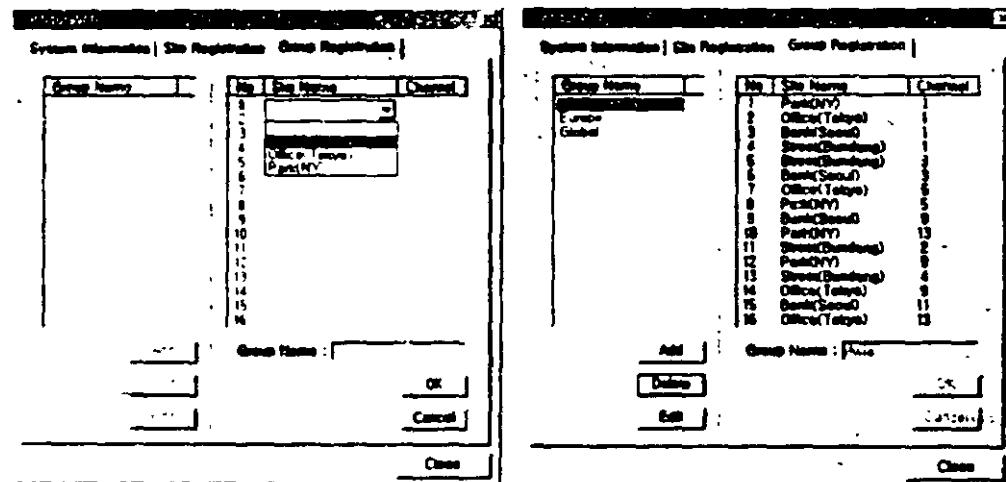 System Information | Site Registration Group Registration
Group Name
No Site Name Channel
1
2
3
4
5
6
7
8
9
10
11
12
13
14
15
16
Office(Tokyo)
Park(NY)
Group Name :
OK
Cancel
Close
System Information | Site Registration Group Registration
Group Name
Europe
Global
No Site Name Channel
1 Park(NY) 1
2 Office(Tokyo) 1
3 Bank(Seoul) 1
4 Street(Bundang) 1
5 Street(Bundang) 3
6 Bank(Seoul)
7 Office(Tokyo)
8 Park(NY) 5
9 Bank(Seoul) 9
10 Park(NY) 13
11 Street(Bundang) 2
12 Park(NY) 9
13 Street(Bundang) 4
14 Office(Tokyo) 9
15 Bank(Seoul) 11
16 Office(Tokyo) 13
Add
Group Name :
Delete
OK
Edit
Cancel
Close